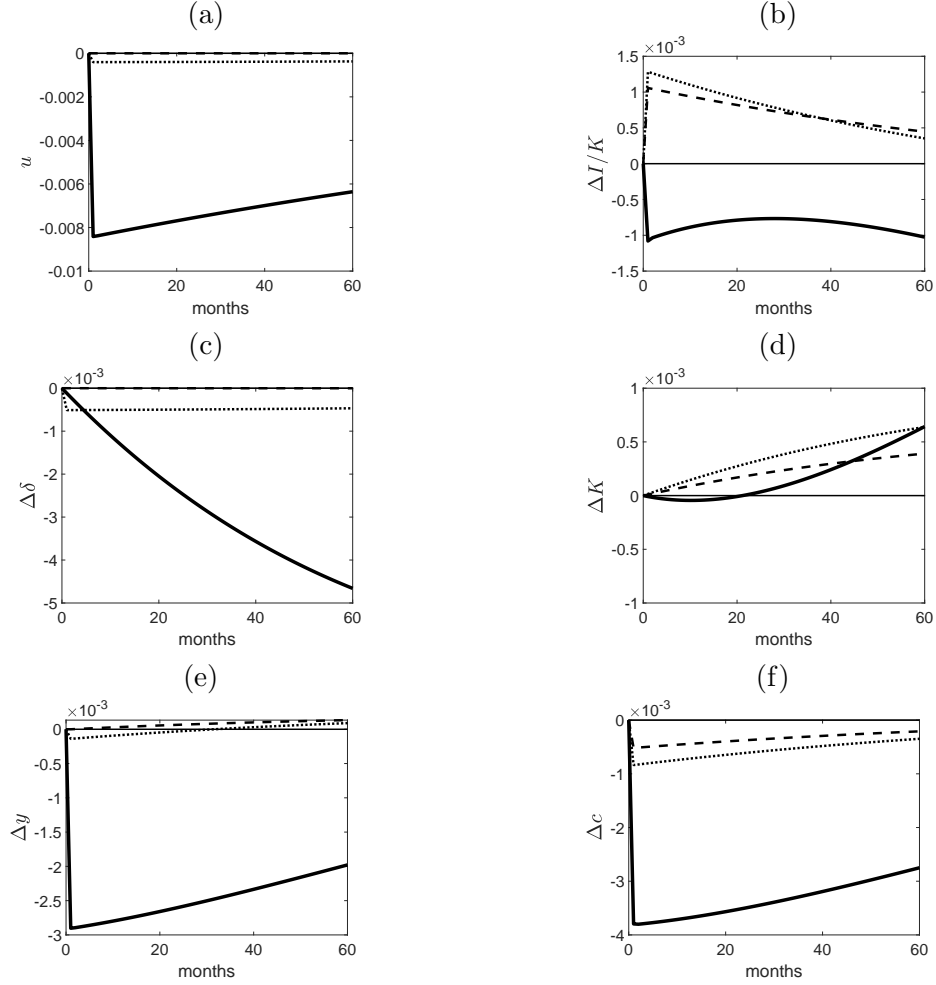 (a)
0
-0.002
-0.004
-0.006
-0.008
-0.01
u
0 20 40 60
months
(b)
×10⁻³
1.5
1
0.5
0
-0.5
-1
-1.5
ΔI/K
0 20 40 60
months
(c)
×10⁻³
0
-1
-2
-3
-4
-5
Δδ
0 20 40 60
months
(d)
×10⁻³
1
0.5
0
-0.5
-1
ΔK
0 20 40 60
months
(e)
×10⁻³
0
-0.5
-1
-1.5
-2
-2.5
-3
Δy
0 20 40 60
months
(f)
×10⁻³
0
-1
-2
-3
-4
Δc
0 20 40 60
months